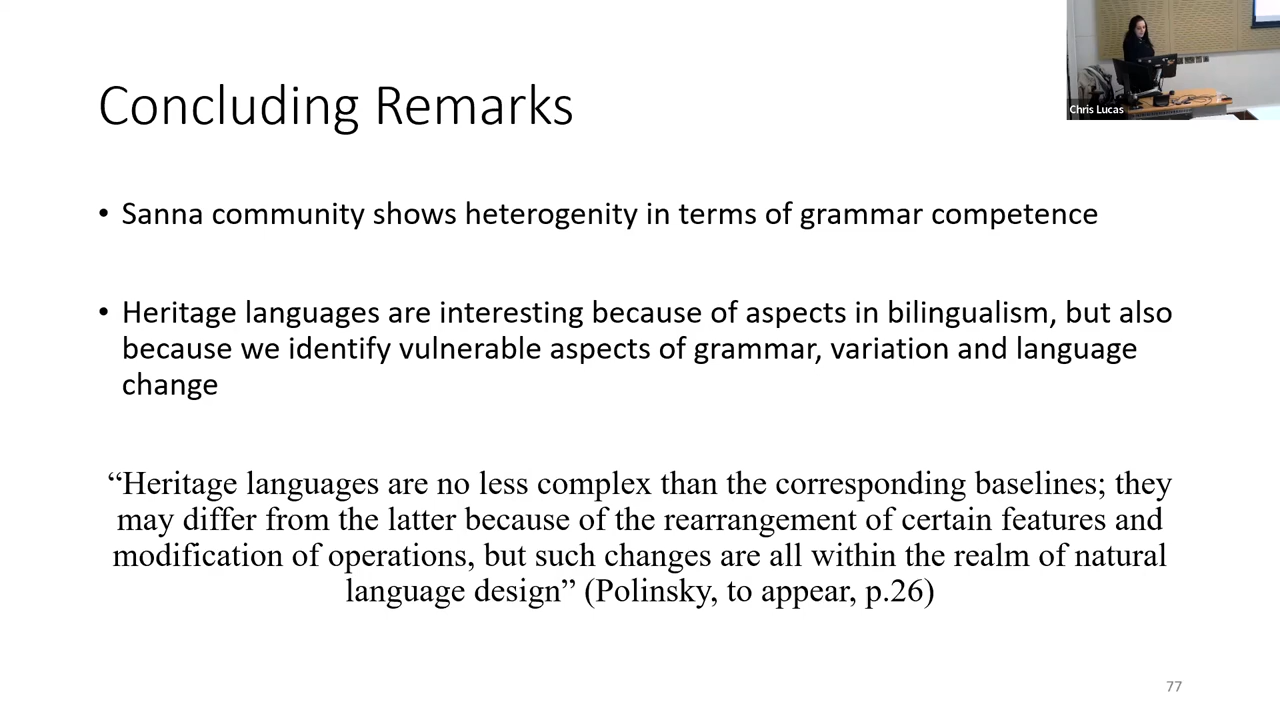 Chris Lucas
Concluding Remarks
• Sanna community shows heterogenity in terms of grammar competence
• Heritage languages are interesting because of aspects in bilingualism, but also
because we identify vulnerable aspects of grammar, variation and language
change
“Heritage languages are no less complex than the corresponding baselines; they
may differ from the latter because of the rearrangement of certain features and
modification of operations, but such changes are all within the realm of natural
language design” (Polinsky, to appear, p.26)
77